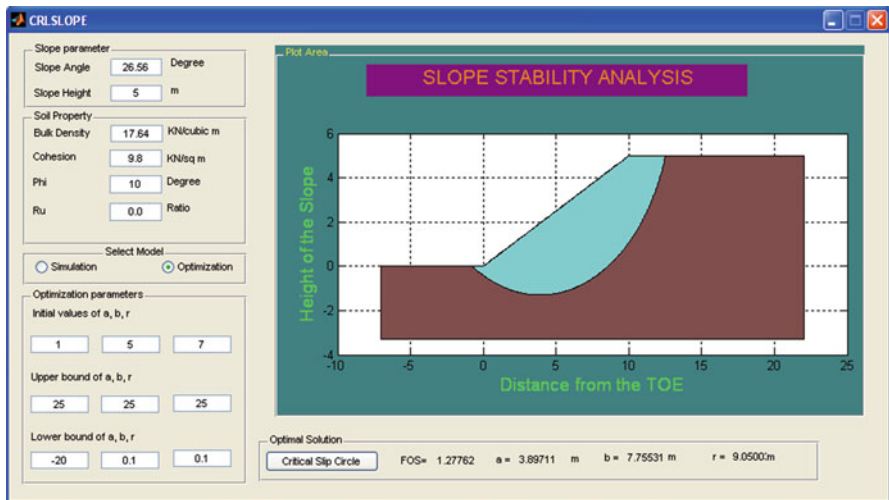 CRLSLOPE
Slope parameter
Slope Angle 26.56 Degree
Slope Height 5 m
Soil Property
Bulk Density 17.64 KN/cubic m
Cohesion 9.8 KN/sq m
Phi 10 Degree
Ru 0.0 Ratio
Select Model
Simulation Optimization
Optimization parameters
Initial values of a, b, r
1 5 7
Upper bound of a, b, r
25 25 25
Lower bound of a, b, r
-20 0.1 0.1
Plot Area
SLOPE STABILITY ANALYSIS
Height of the Slope
6
4
2
0
-2
-4
-10 -5 0 5 10 15 20 25
Distance from the TOE
Optimal Solution
Critical Slip Circle FOS= 1.27762 a = 3.89711 m b = 7.75531 m r = 9.0500 m